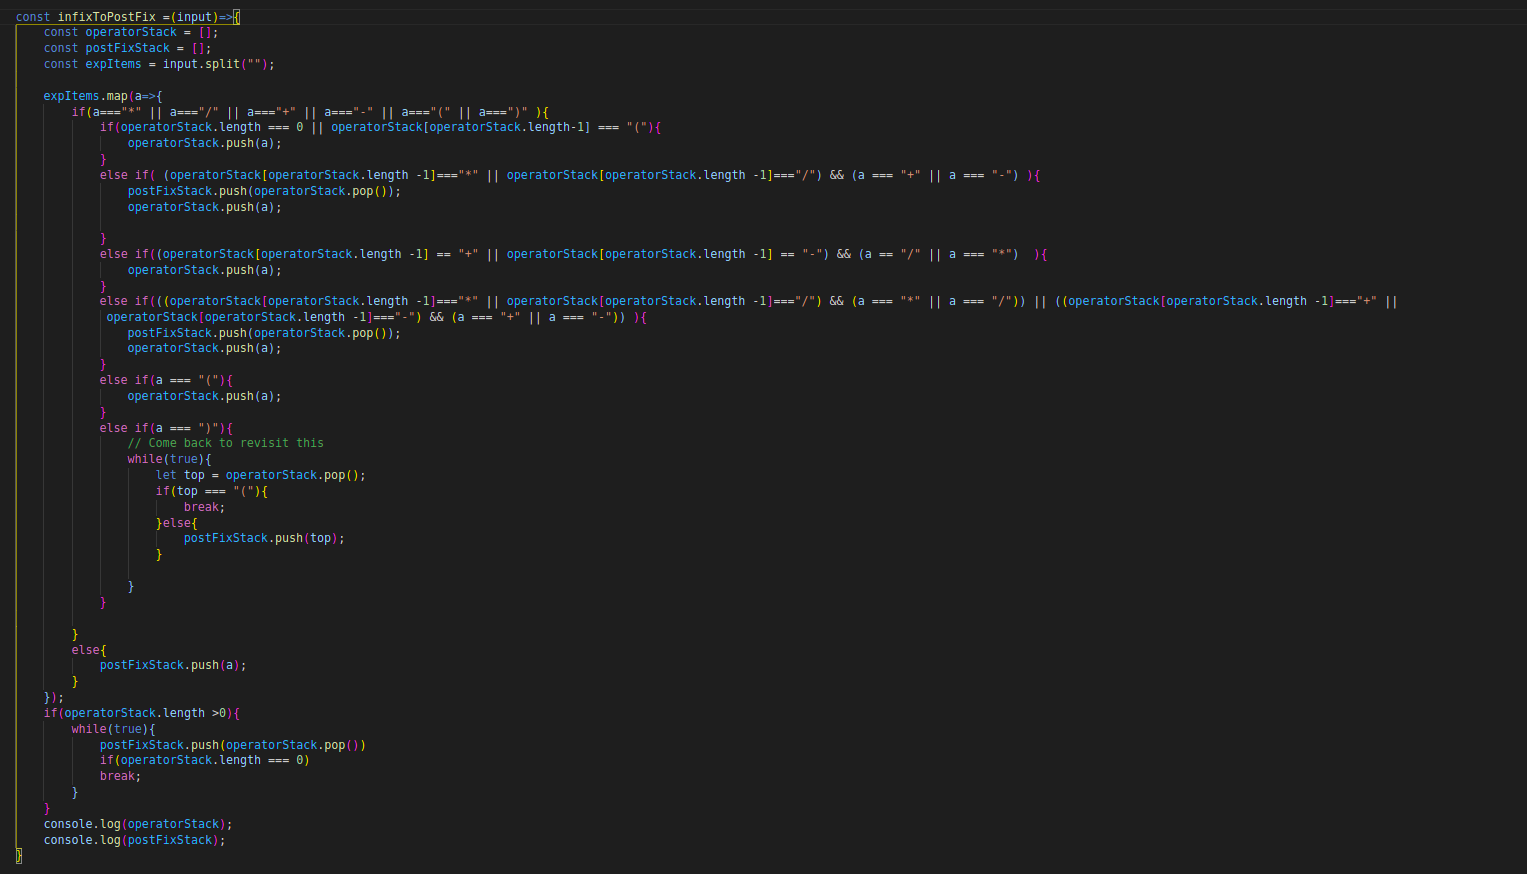 const infixToPostFix =(input)=>{
    const operatorStack = [];
    const postFixStack = [];
    const expItems = input.split("");

    expItems.map(a=>{
        if(a==="*" || a==="/" || a==="+" || a==="-" || a==="(" || a===")" ){
            if(operatorStack.length === 0 || operatorStack[operatorStack.length-1] === "("){
                operatorStack.push(a);
            }
            else if( (operatorStack[operatorStack.length -1]==="*" || operatorStack[operatorStack.length -1]==="/") && (a === "+" || a === "-") ){
                postFixStack.push(operatorStack.pop());
                operatorStack.push(a);

            }
            else if((operatorStack[operatorStack.length -1] == "+" || operatorStack[operatorStack.length -1] == "-") && (a == "/" || a === "*")  ){
                operatorStack.push(a);
            }
            else if(((operatorStack[operatorStack.length -1]==="*" || operatorStack[operatorStack.length -1]==="/") && (a === "*" || a === "/")) || ((operatorStack[operatorStack.length -1]==="+" ||
             operatorStack[operatorStack.length -1]==="-") && (a === "+" || a === "-")) ){
                postFixStack.push(operatorStack.pop());
                operatorStack.push(a);
            }
            else if(a === "("){
                operatorStack.push(a);
            }
            else if(a === ")"){
                // Come back to revisit this
                while(true){
                    let top = operatorStack.pop();
                    if(top === "("){
                        break;
                    }else{
                        postFixStack.push(top);
                    }

                }
            }

        }
        else{
            postFixStack.push(a);
        }
    });
    if(operatorStack.length >0){
        while(true){
            postFixStack.push(operatorStack.pop())
            if(operatorStack.length === 0)
            break;
        }
    }
    console.log(operatorStack);
    console.log(postFixStack);
}